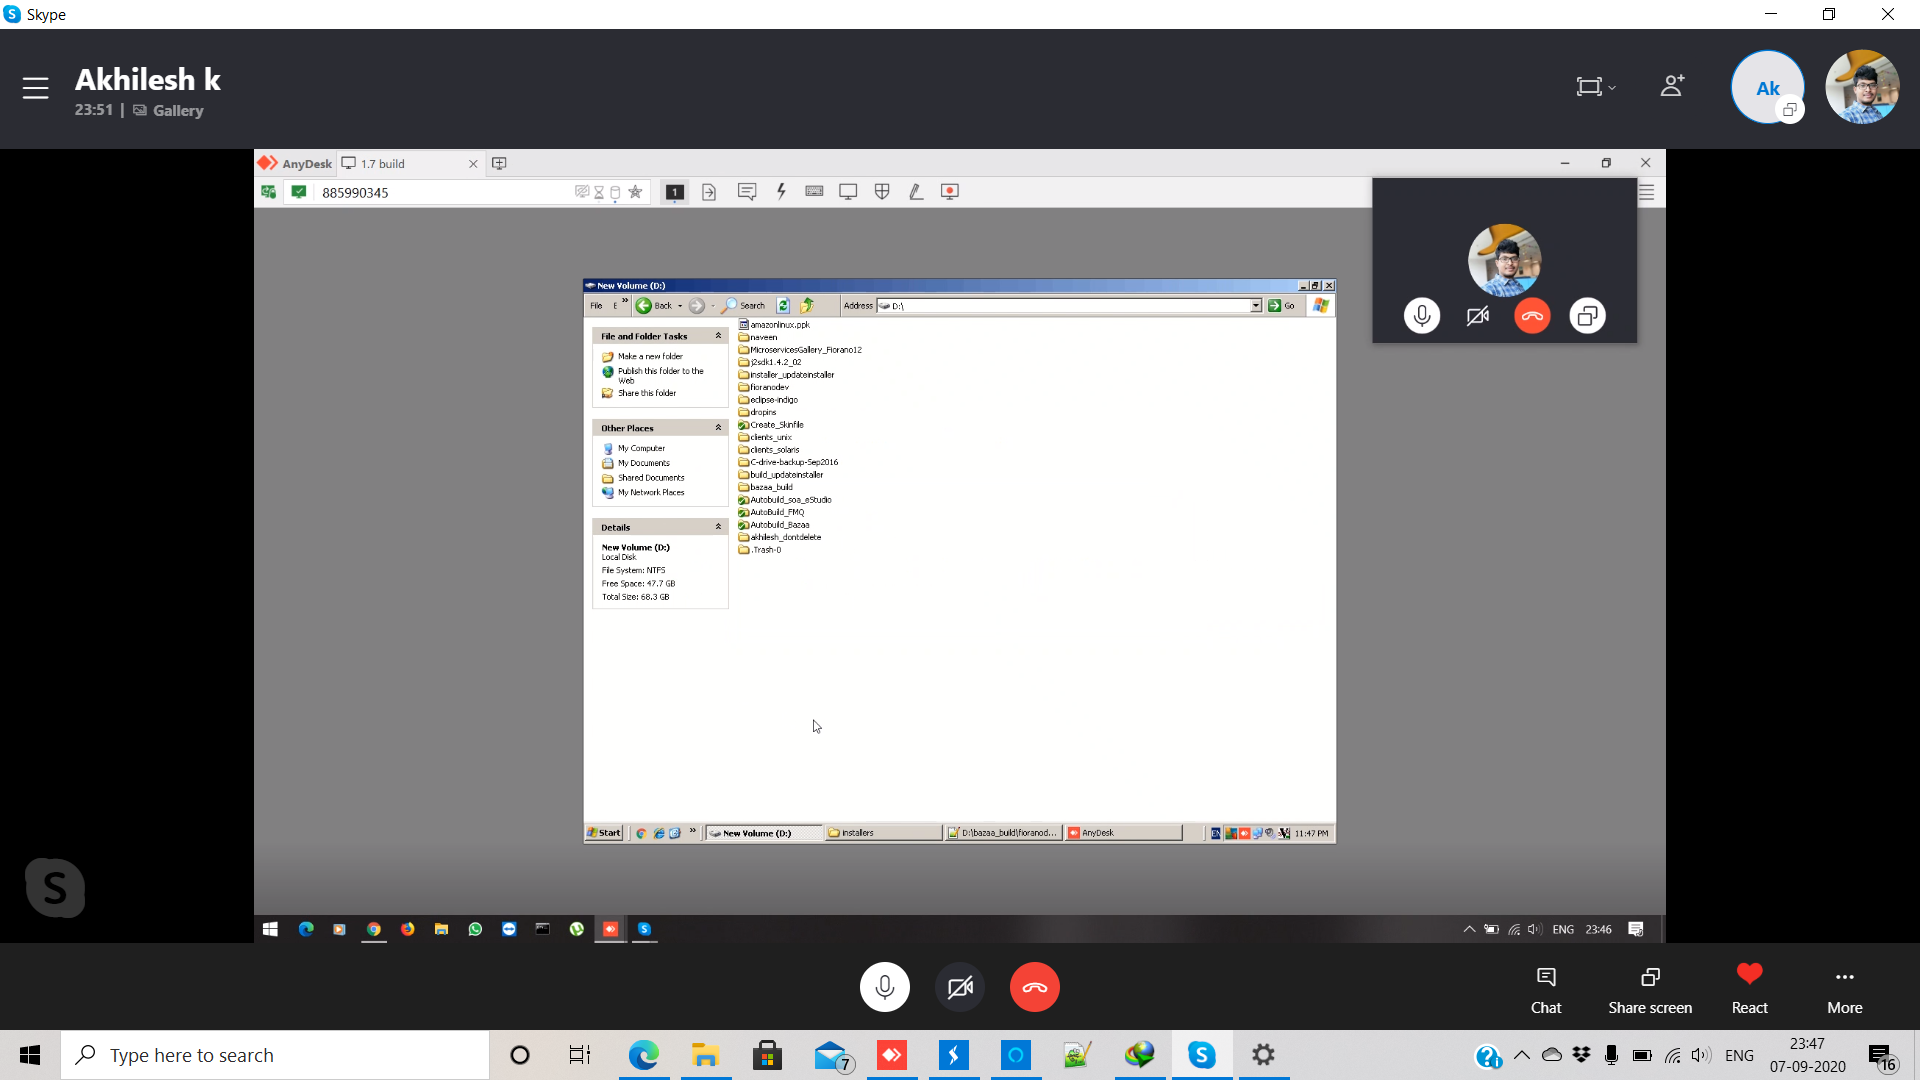 Skype
Akhilesh k
23:51 | Gallery
Ak
AnyDesk
1.7 build
885990345
1
New Volume (D:)
File E » Back Search Address D:\ Go
File and Folder Tasks
Make a new folder
Publish this folder to the
Web
Share this folder
Other Places
My Computer
My Documents
Shared Documents
My Network Places
Details
New Volume (D:)
Local Disk
File System: NTFS
Free Space: 47.7 GB
Total Size: 68.3 GB
amazonlinux.ppk
naveen
MicroservicesGallery_Fiorano12
j2sdk1.4.2_02
installer_updateinstaller
fioranodev
eclipse-indigo
dropins
Create_Skinfile
clients_unix
clients_solaris
C-drive-backup-Sep2016
build_updateinstaller
bazaa_build
Autobuild_soa_eStudio
AutoBuild_FMQ
Autobuild_Bazaa
akhilesh_dontdelete
.Trash-0
Start » New Volume (D:) installers D:\bazaa_build\fioranod... AnyDesk EN 11:47 PM
S
ENG 23:46
Chat
Share screen
React
More
Type here to search
7
ENG
23:47
07-09-2020
16